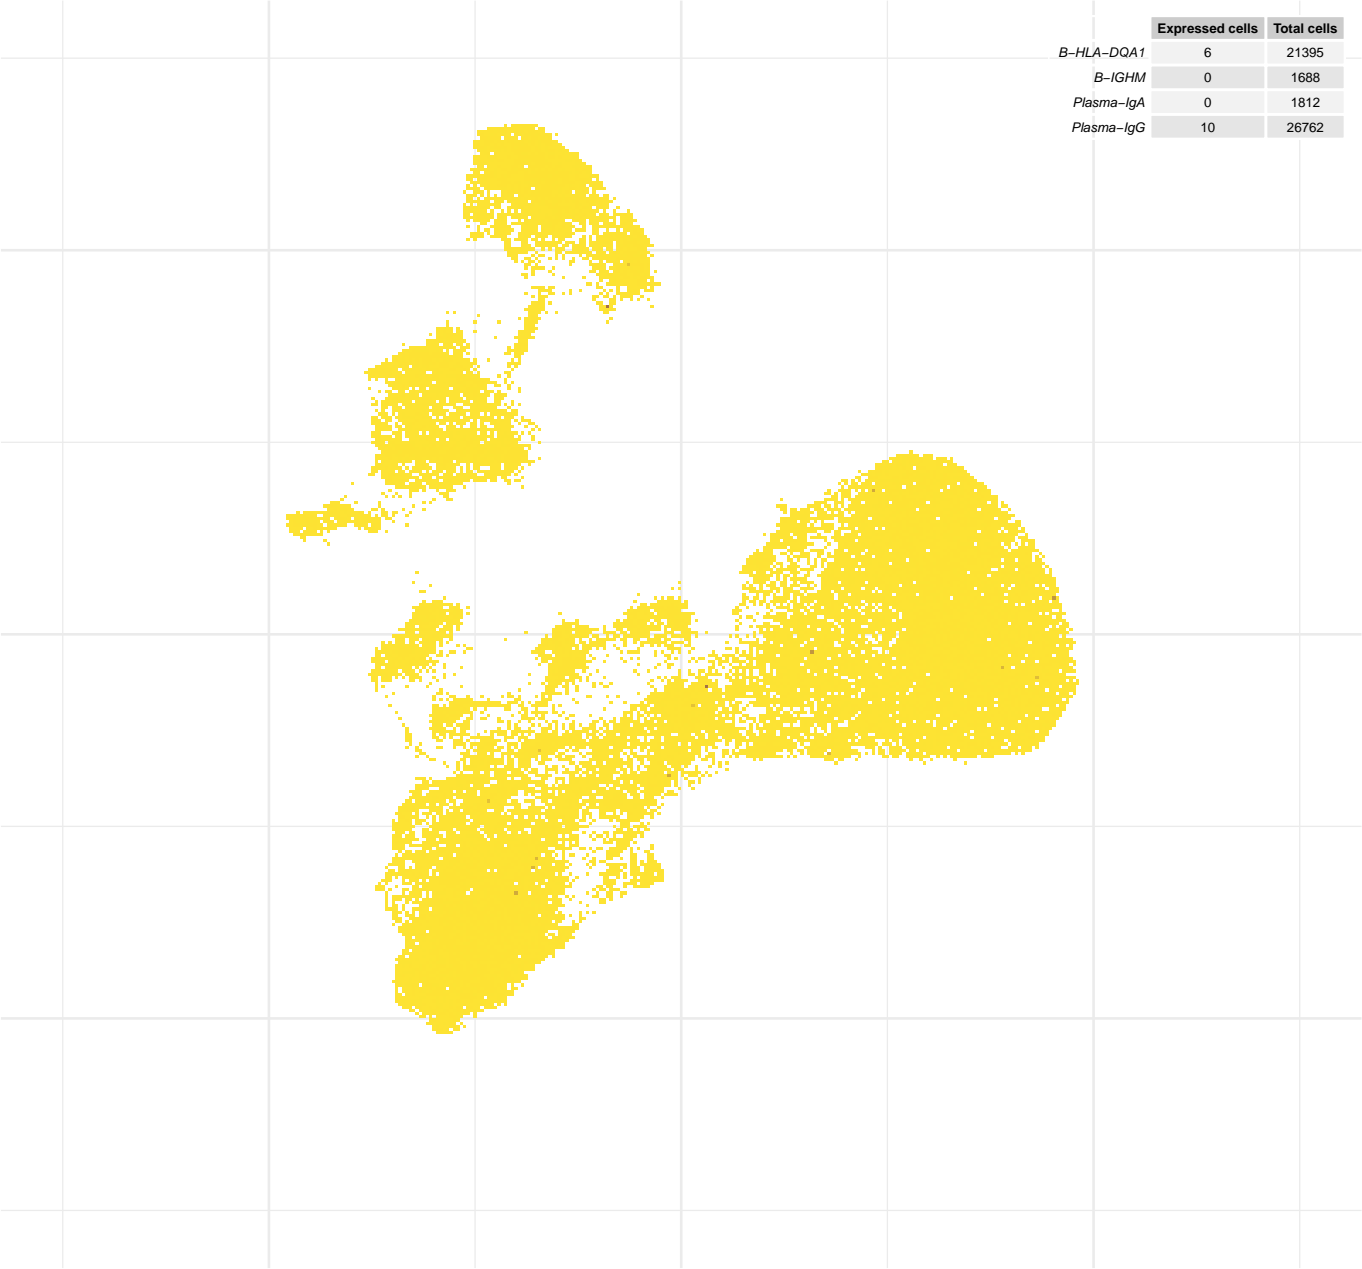 Expressed cells Total cells
B−HLA−DQA1 6 21395
B−IGHM 0 1688
Plasma−IgA 0 1812
Plasma−IgG 10 26762